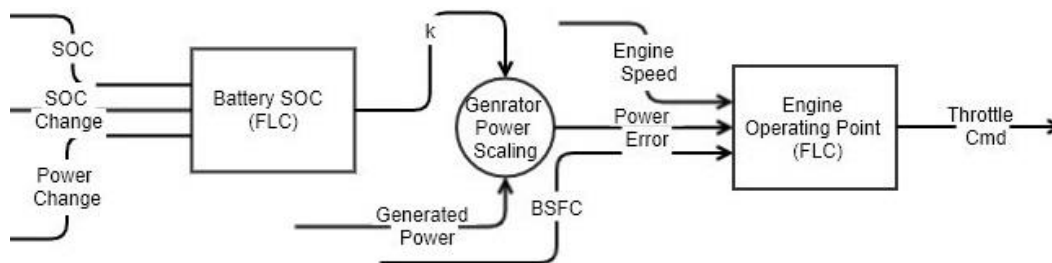 SOC
SOC
Change
Power
Change
Battery SOC
(FLC)
k
Genrator
Power
Scaling
Generated
Power
BSFC
Engine
Speed
Power
Error
Engine
Operating Point
(FLC)
Throttle
Cmd